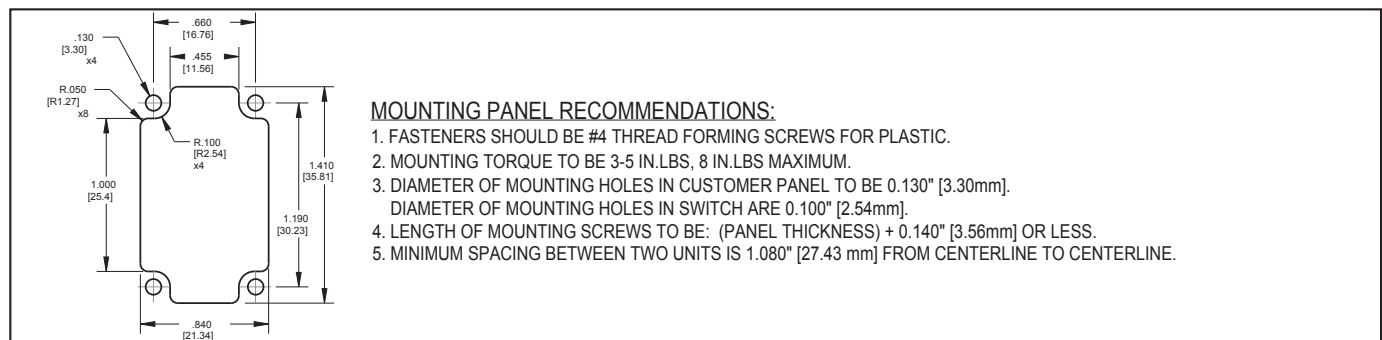 .660
[16.76]
.130
[3.30]
x4
.455
[11.56]
R.050
[R1.27]
x8
R.100
[R2.54]
x4
1.410
[35.81]
1.000
[25.4]
1.190
[30.23]
.840
[21.34]
MOUNTING PANEL RECOMMENDATIONS:
1. FASTENERS SHOULD BE #4 THREAD FORMING SCREWS FOR PLASTIC.
2. MOUNTING TORQUE TO BE 3-5 IN.LBS, 8 IN.LBS MAXIMUM.
3. DIAMETER OF MOUNTING HOLES IN CUSTOMER PANEL TO BE 0.130" [3.30mm].
DIAMETER OF MOUNTING HOLES IN SWITCH ARE 0.100" [2.54mm].
4. LENGTH OF MOUNTING SCREWS TO BE: (PANEL THICKNESS) + 0.140" [3.56mm] OR LESS.
5. MINIMUM SPACING BETWEEN TWO UNITS IS 1.080" [27.43 mm] FROM CENTERLINE TO CENTERLINE.